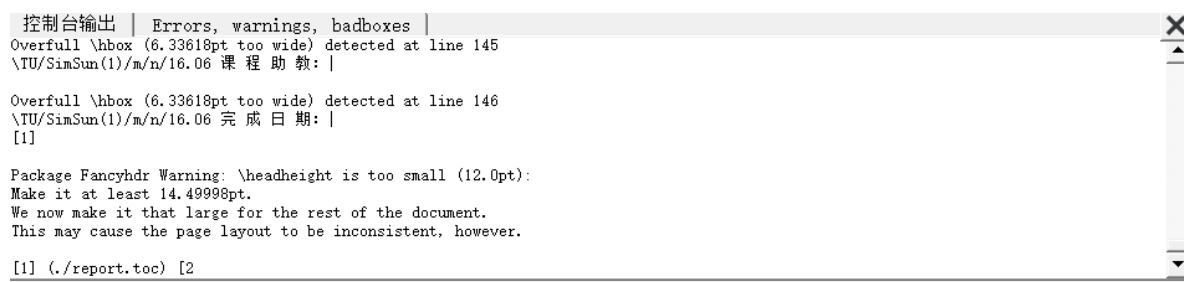 控制台输出 Errors, warnings, badboxes
Overfull \hbox (6.33618pt too wide) detected at line 145
\TU/SimSun(1)/m/n/16.06 课 程 助 教: |
Overfull \hbox (6.33618pt too wide) detected at line 146
\TU/SimSun(1)/m/n/16.06 完 成 日 期: |
[1]
Package Fancyhdr Warning: \headheight is too small (12.0pt):
Make it at least 14.49998pt.
We now make it that large for the rest of the document.
This may cause the page layout to be inconsistent, however.
[1] (./report.toc) [2